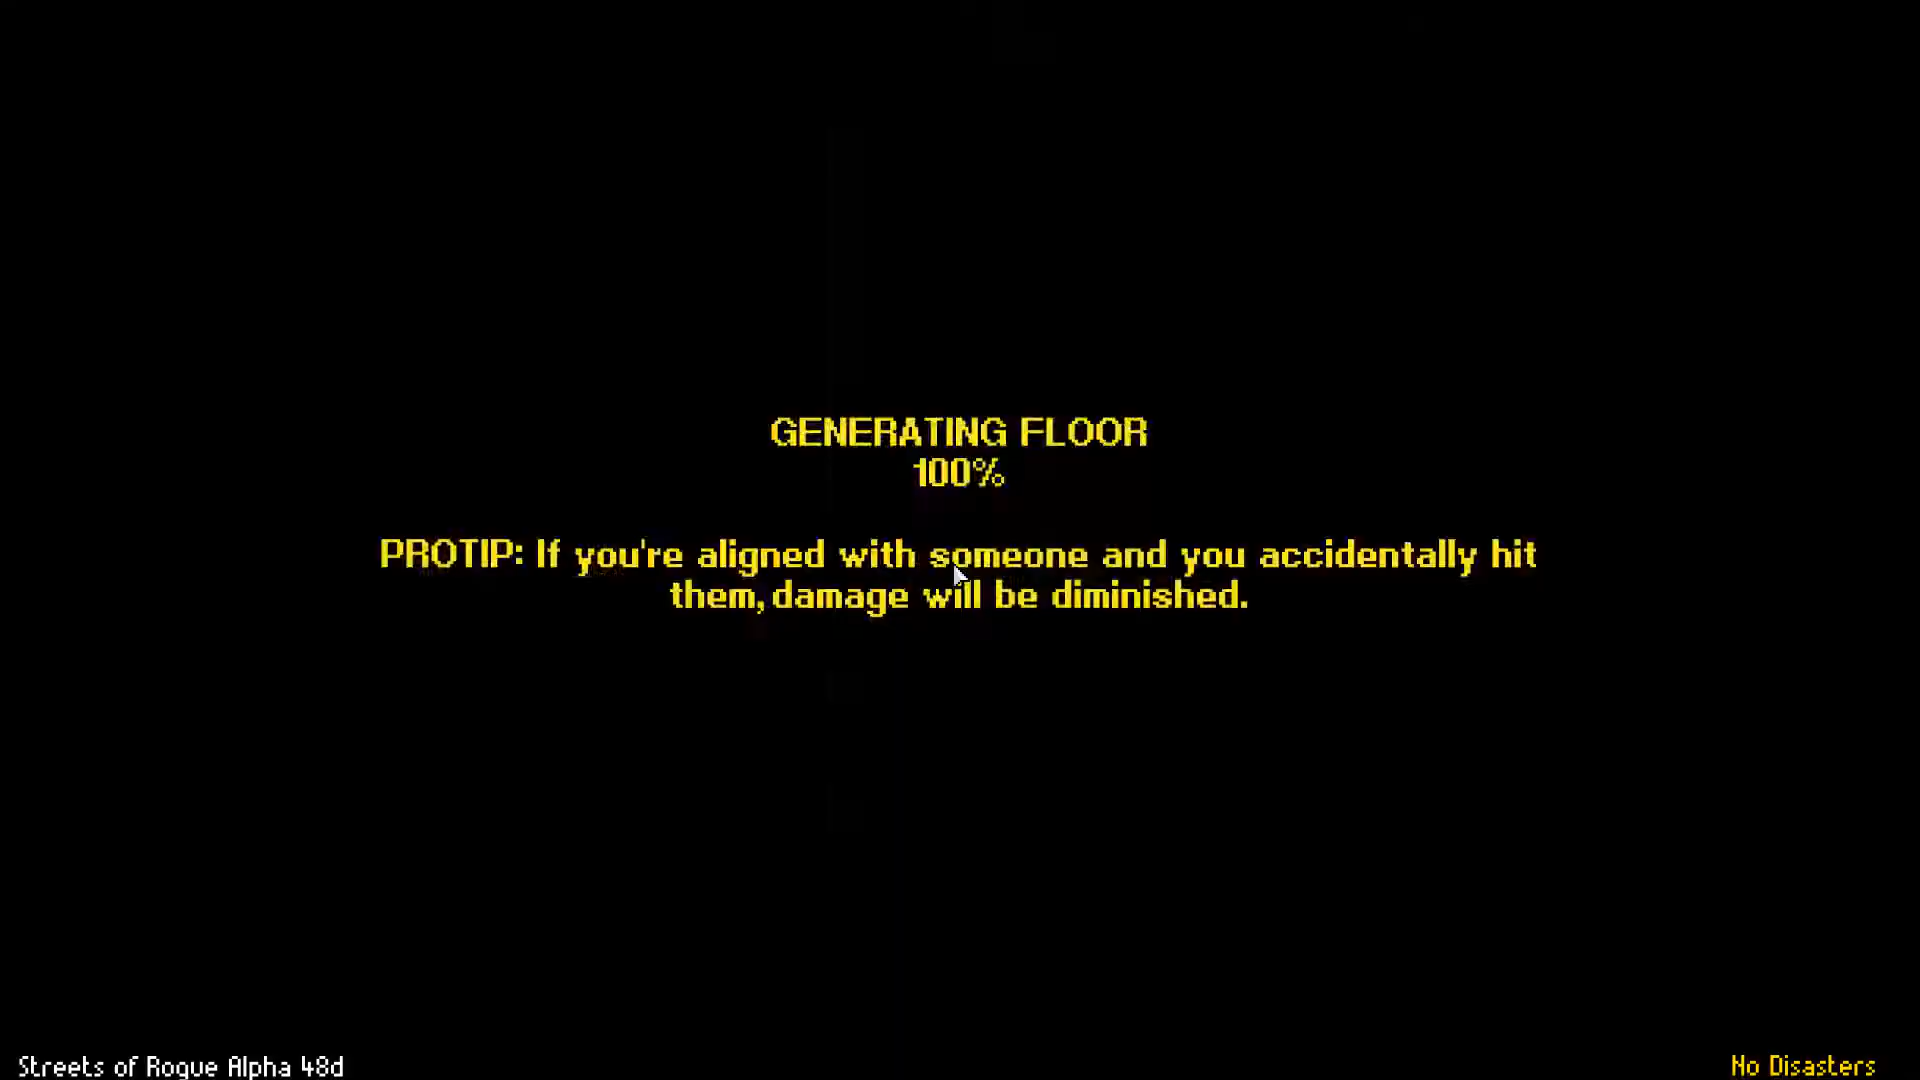 GENERATING FLOOR
100%
PROTIP: If you're aligned with someone and you accidentally hit
them, damage will be diminished.
Streets of Rogue Alpha 48d
No Disasters